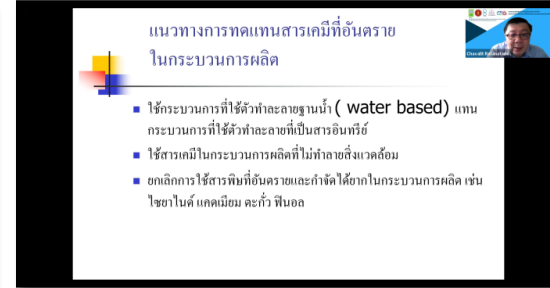 แนวทางการทดแทนสารเคมีที่อันตราย
ในกระบวนการผลิต
ใช้กระบวนการที่ใช้ตัวทำละลายฐานน้ำ ( water based) แทน
กระบวนการที่ใช้ตัวทำละลายที่เป็นสารอินทรีย์
ใช้สารเคมีในกระบวนการผลิตที่ไม่ทำลายสิ่งแวดล้อม
ยกเลิกการใช้สารพิษที่อันตรายและกำจัดได้ยากในกระบวนการผลิต เช่น
ไซยาไนด์ แคดเมียม ตะกั่ว ฟินอล